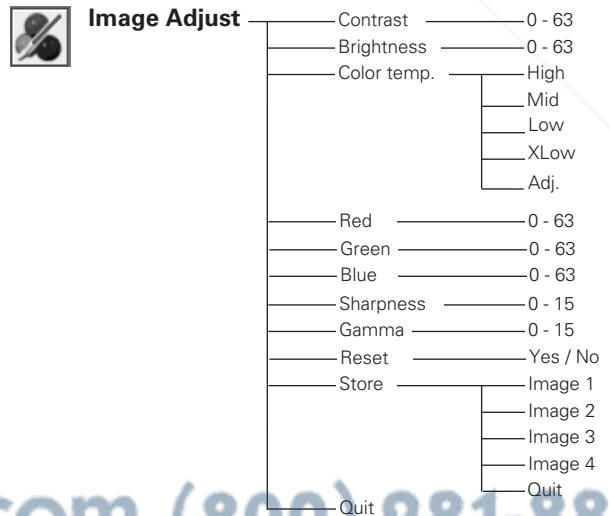 Image Adjust
Contrast 0 - 63
Brightness 0 - 63
Color temp. High
Mid
Low
XLow
Adj.
Red 0 - 63
Green 0 - 63
Blue 0 - 63
Sharpness 0 - 15
Gamma 0 - 15
Reset Yes / No
Store Image 1
Image 2
Image 3
Image 4
Quit
Quit